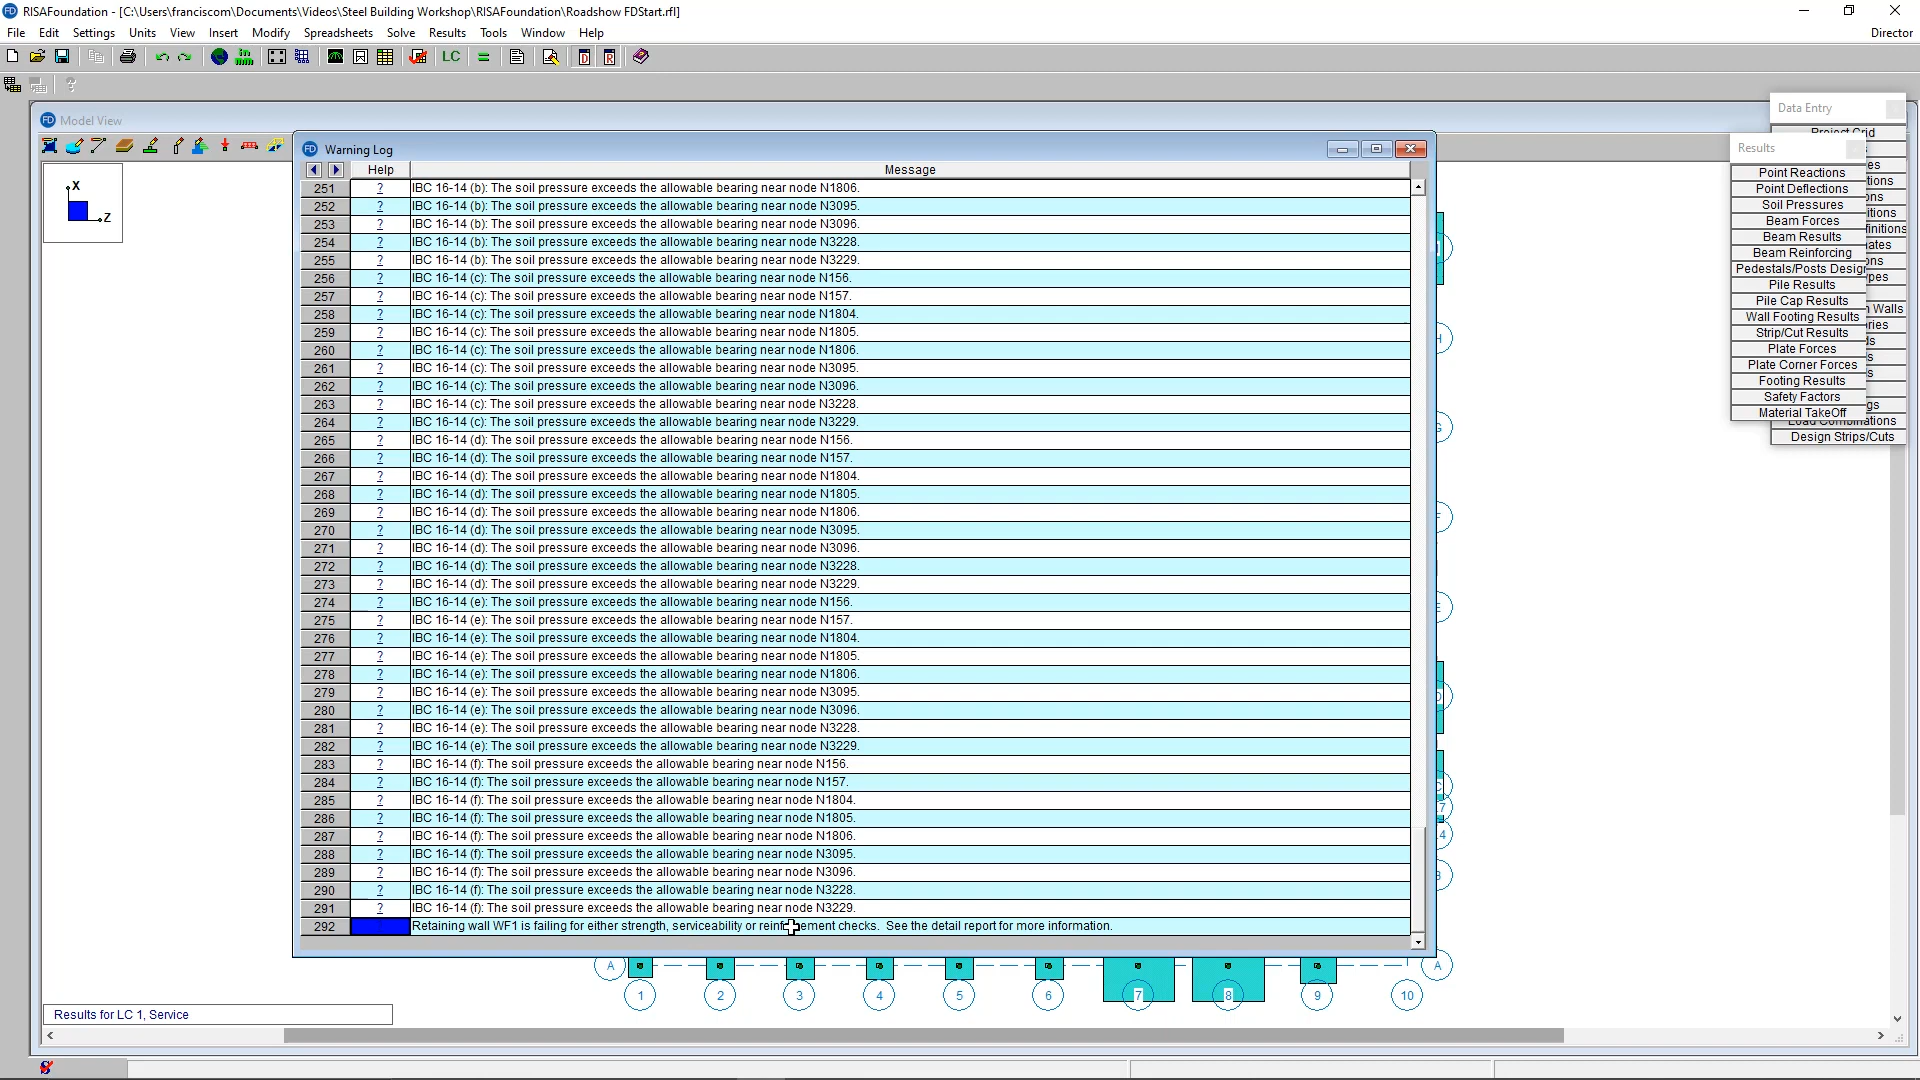 RISAFoundation - [C:\Users\franciscom\Documents\Videos\Steel Building Workshop\RISAFoundation\Roadshow FDStart.rfl]
File Edit Settings Units View Insert Modify Spreadsheets Solve Results Tools Window Help
Director
LC
D R
Model View
X
Z
Warning Log
Help Message
251 ? IBC 16-14 (b): The soil pressure exceeds the allowable bearing near node N1806.
252 ? IBC 16-14 (b): The soil pressure exceeds the allowable bearing near node N3095.
253 ? IBC 16-14 (b): The soil pressure exceeds the allowable bearing near node N3096.
254 ? IBC 16-14 (b): The soil pressure exceeds the allowable bearing near node N3228.
255 ? IBC 16-14 (b): The soil pressure exceeds the allowable bearing near node N3229.
256 ? IBC 16-14 (c): The soil pressure exceeds the allowable bearing near node N156.
257 ? IBC 16-14 (c): The soil pressure exceeds the allowable bearing near node N157.
258 ? IBC 16-14 (c): The soil pressure exceeds the allowable bearing near node N1804.
259 ? IBC 16-14 (c): The soil pressure exceeds the allowable bearing near node N1805.
260 ? IBC 16-14 (c): The soil pressure exceeds the allowable bearing near node N1806.
261 ? IBC 16-14 (c): The soil pressure exceeds the allowable bearing near node N3095.
262 ? IBC 16-14 (c): The soil pressure exceeds the allowable bearing near node N3096.
263 ? IBC 16-14 (c): The soil pressure exceeds the allowable bearing near node N3228.
264 ? IBC 16-14 (c): The soil pressure exceeds the allowable bearing near node N3229.
265 ? IBC 16-14 (d): The soil pressure exceeds the allowable bearing near node N156.
266 ? IBC 16-14 (d): The soil pressure exceeds the allowable bearing near node N157.
267 ? IBC 16-14 (d): The soil pressure exceeds the allowable bearing near node N1804.
268 ? IBC 16-14 (d): The soil pressure exceeds the allowable bearing near node N1805.
269 ? IBC 16-14 (d): The soil pressure exceeds the allowable bearing near node N1806.
270 ? IBC 16-14 (d): The soil pressure exceeds the allowable bearing near node N3095.
271 ? IBC 16-14 (d): The soil pressure exceeds the allowable bearing near node N3096.
272 ? IBC 16-14 (d): The soil pressure exceeds the allowable bearing near node N3228.
273 ? IBC 16-14 (d): The soil pressure exceeds the allowable bearing near node N3229.
274 ? IBC 16-14 (e): The soil pressure exceeds the allowable bearing near node N156.
275 ? IBC 16-14 (e): The soil pressure exceeds the allowable bearing near node N157.
276 ? IBC 16-14 (e): The soil pressure exceeds the allowable bearing near node N1804.
277 ? IBC 16-14 (e): The soil pressure exceeds the allowable bearing near node N1805.
278 ? IBC 16-14 (e): The soil pressure exceeds the allowable bearing near node N1806.
279 ? IBC 16-14 (e): The soil pressure exceeds the allowable bearing near node N3095.
280 ? IBC 16-14 (e): The soil pressure exceeds the allowable bearing near node N3096.
281 ? IBC 16-14 (e): The soil pressure exceeds the allowable bearing near node N3228.
282 ? IBC 16-14 (e): The soil pressure exceeds the allowable bearing near node N3229.
283 ? IBC 16-14 (f): The soil pressure exceeds the allowable bearing near node N156.
284 ? IBC 16-14 (f): The soil pressure exceeds the allowable bearing near node N157.
285 ? IBC 16-14 (f): The soil pressure exceeds the allowable bearing near node N1804.
286 ? IBC 16-14 (f): The soil pressure exceeds the allowable bearing near node N1805.
287 ? IBC 16-14 (f): The soil pressure exceeds the allowable bearing near node N1806.
288 ? IBC 16-14 (f): The soil pressure exceeds the allowable bearing near node N3095.
289 ? IBC 16-14 (f): The soil pressure exceeds the allowable bearing near node N3096.
290 ? IBC 16-14 (f): The soil pressure exceeds the allowable bearing near node N3228.
291 ? IBC 16-14 (f): The soil pressure exceeds the allowable bearing near node N3229.
292 Retaining wall WF1 is failing for either strength, serviceability or reinforcement checks. See the detail report for more information.
Data Entry
Results
Point Reactions
Point Deflections
Soil Pressures
Beam Forces
Beam Results
Beam Reinforcing
Pedestals/Posts Design
Pile Results
Pile Cap Results
Wall Footing Results
Walls
Strip/Cut Results
Plate Forces
Plate Corner Forces
Footing Results
Safety Factors
Material TakeOff
Load Combinations
Design Strips/Cuts
A A
1 2 3 4 5 6 7 8 9 10
Results for LC 1, Service